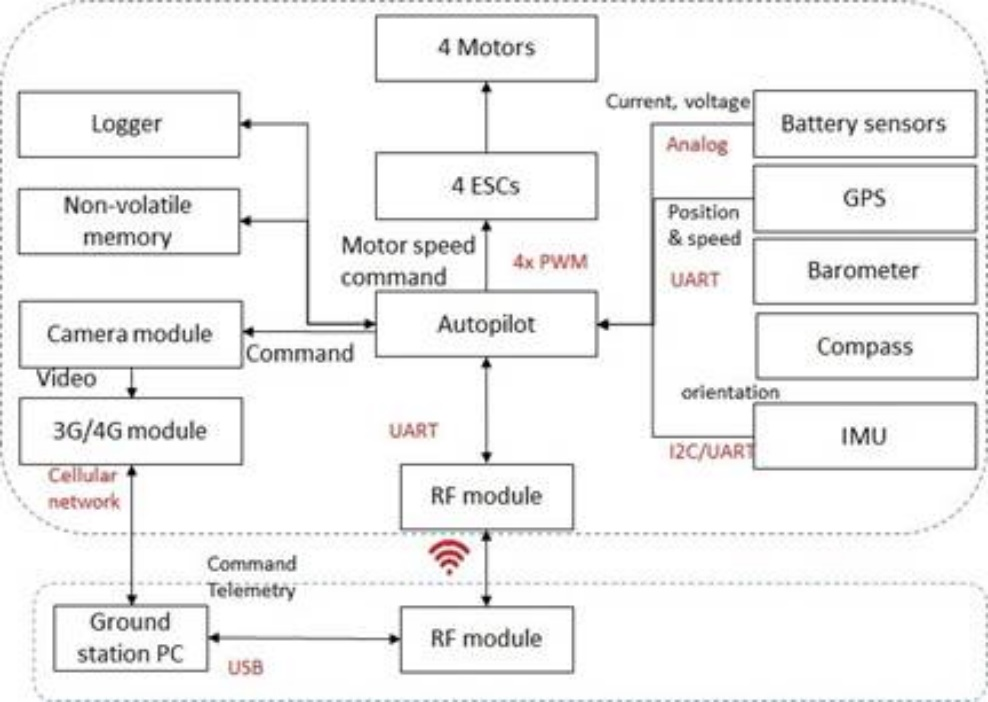 4 Motors
Current, voltage
Battery sensors
Logger
Analog
4 ESCs
GPS
Non-volatile
memory
Position
& speed
Motor speed
command
4x PWM
UART
Barometer
Autopilot
Camera module
Command
Compass
Video
orientation
3G/4G module
UART
IMU
I2C/UART
Cellular
network
RF module
Command
Telemetry
Ground
station PC
RF module
USB